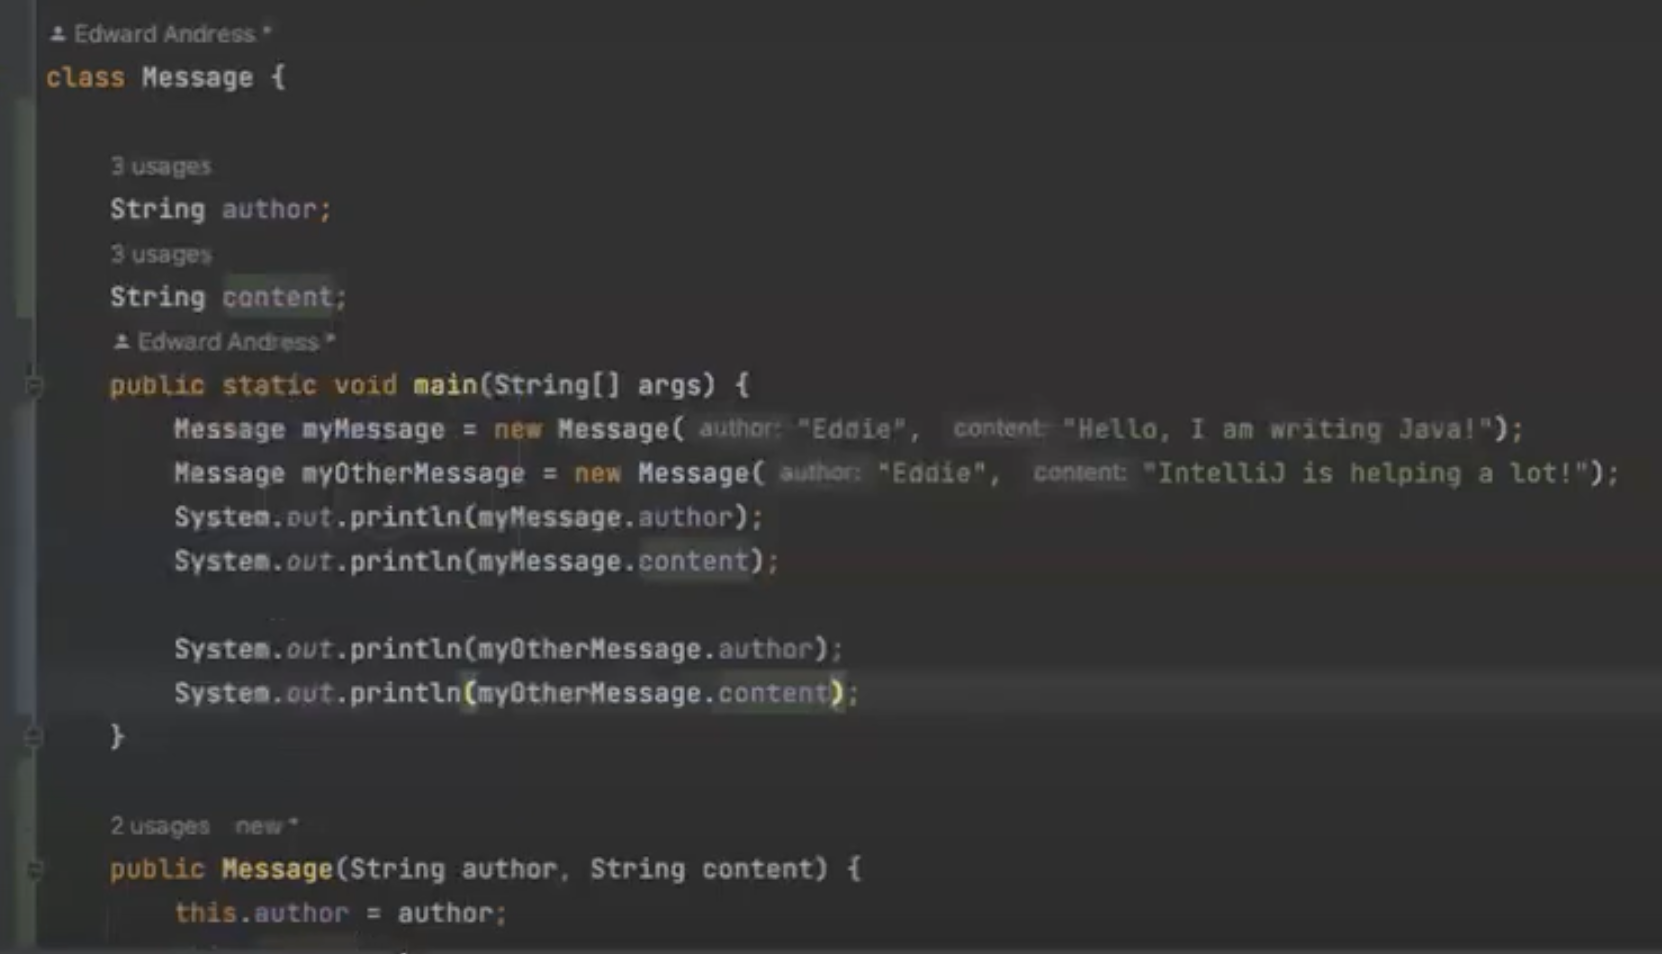 Edward Andress *
class Message {
3 usages
String author;
3 usages
String content;
Edward Andress *
public static void main(String[] args) {
Message myMessage = new Message( author: "Eddie", content: "Hello, I am writing Java!");
Message myOtherMessage = new Message( author: "Eddie", content: "IntelliJ is helping a lot!");
System.out.println(myMessage.author);
System.out.println(myMessage.content);
System.out.println(myOtherMessage.author);
System.out.println(myOtherMessage.content);
}
2 usages new *
public Message(String author, String content) {
this.author = author;